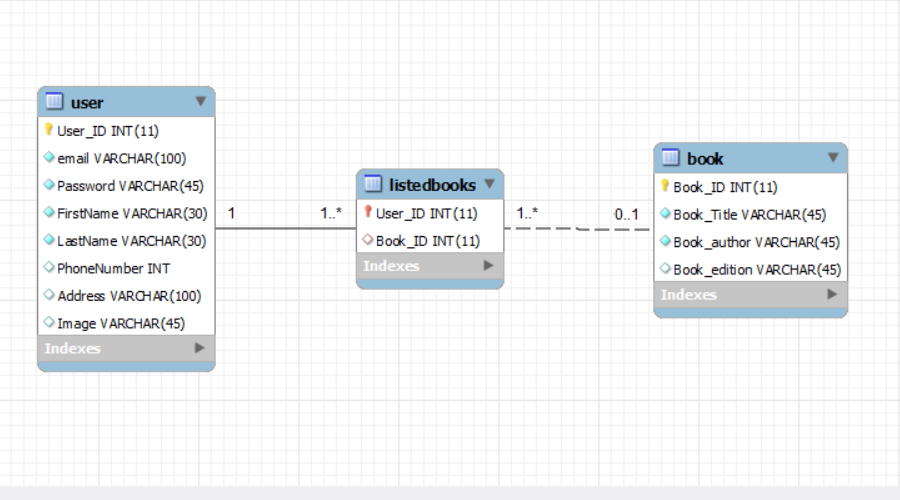 user
User_ID INT(11)
email VARCHAR(100)
Password VARCHAR(45)
FirstName VARCHAR(30)
LastName VARCHAR(30)
PhoneNumber INT
Address VARCHAR(100)
Image VARCHAR(45)
Indexes
1
1..*
listedbooks
User_ID INT(11)
Book_ID INT(11)
Indexes
1..*
0..1
book
Book_ID INT(11)
Book_Title VARCHAR(45)
Book_author VARCHAR(45)
Book_edition VARCHAR(45)
Indexes